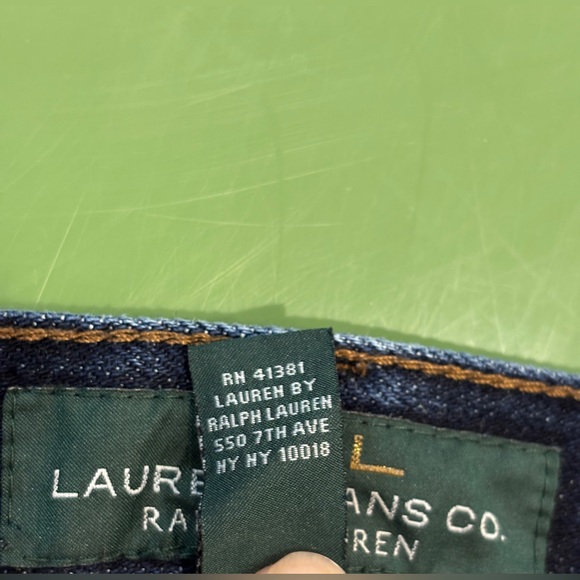 RN 41381
LAUREN BY
RALPH LAUREN
550 7TH AVE
NY NY 10018
L
LAURE ANS CO.
RA REN